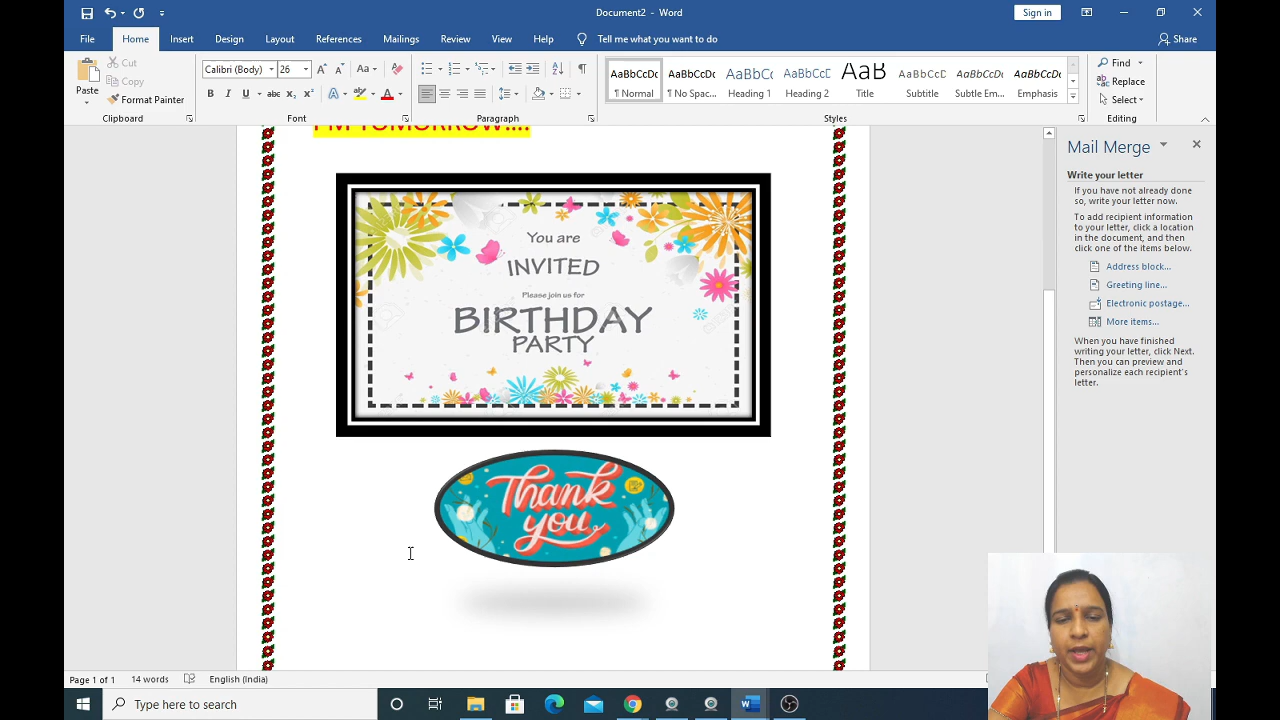 Document2 - Word
Sign in
File
Home
Insert
Design
Layout
References
Mailings
Review
View
Help
Tell me what you want to do
Share
Paste
Cut
Copy
Format Painter
Clipboard
Calibri (Body)
26
Font
Paragraph
AaBbCcDc
¶ Normal
AaBbCcDc
¶ No Spac...
AaBbCc
Heading 1
AaBbCcD
Heading 2
AaB
Title
AaBbCcD
Subtitle
AaBbCcDc
Subtle Em...
AaBbCcDc
Emphasis
Styles
Find
Replace
Select
Editing
I'M TOMORROW....
You are
INVITED
Please join us for
BIRTHDAY
PARTY
Thank
you
Mail Merge
Write your letter
If you have not already done
so, write your letter now.
To add recipient information
to your letter, click a location
in the document, and then
click one of the items below.
Address block...
Greeting line...
Electronic postage...
More items...
When you have finished
writing your letter, click Next.
Then you can preview and
personalize each recipient's
letter.
Page 1 of 1
14 words
English (India)
Type here to search